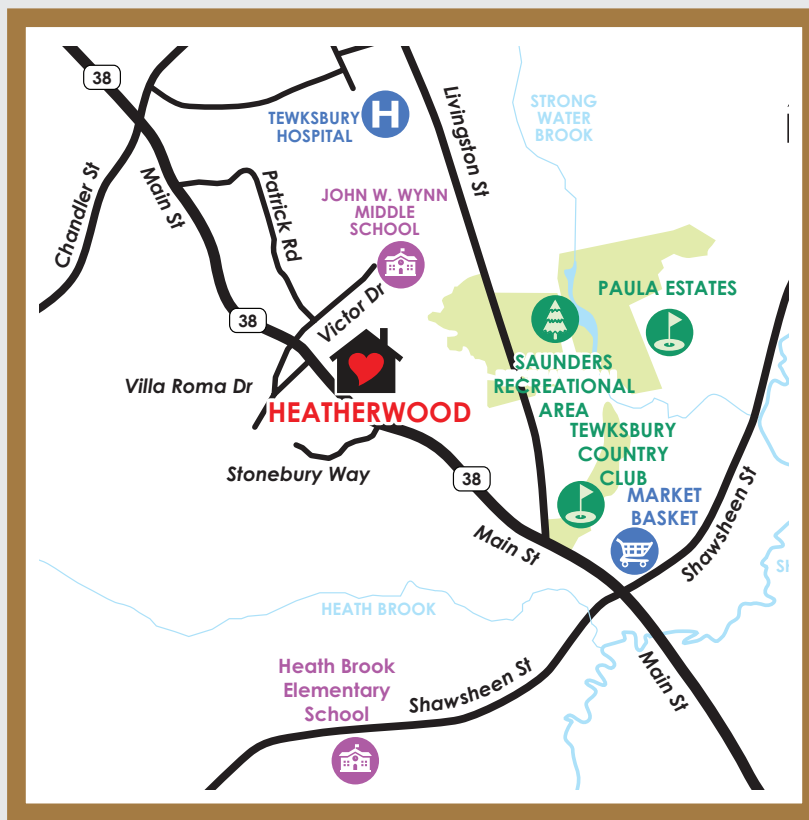 38
Chandler St
Main St
Patrick Rd
TEWKSBURY
HOSPITAL
H
Livingston St
STRONG
WATER
BROOK
JOHN W. WYNN
MIDDLE
SCHOOL
38
Victor Dr
PAULA ESTATES
SAUNDERS
RECREATIONAL
AREA
Villa Roma Dr
HEATHERWOOD
Stonebury Way
TEWKSBURY
COUNTRY
CLUB
38
MARKET
BASKET
Main St
Shawsheen St
HEATH BROOK
Heath Brook
Elementary
School
Shawsheen St
Main St